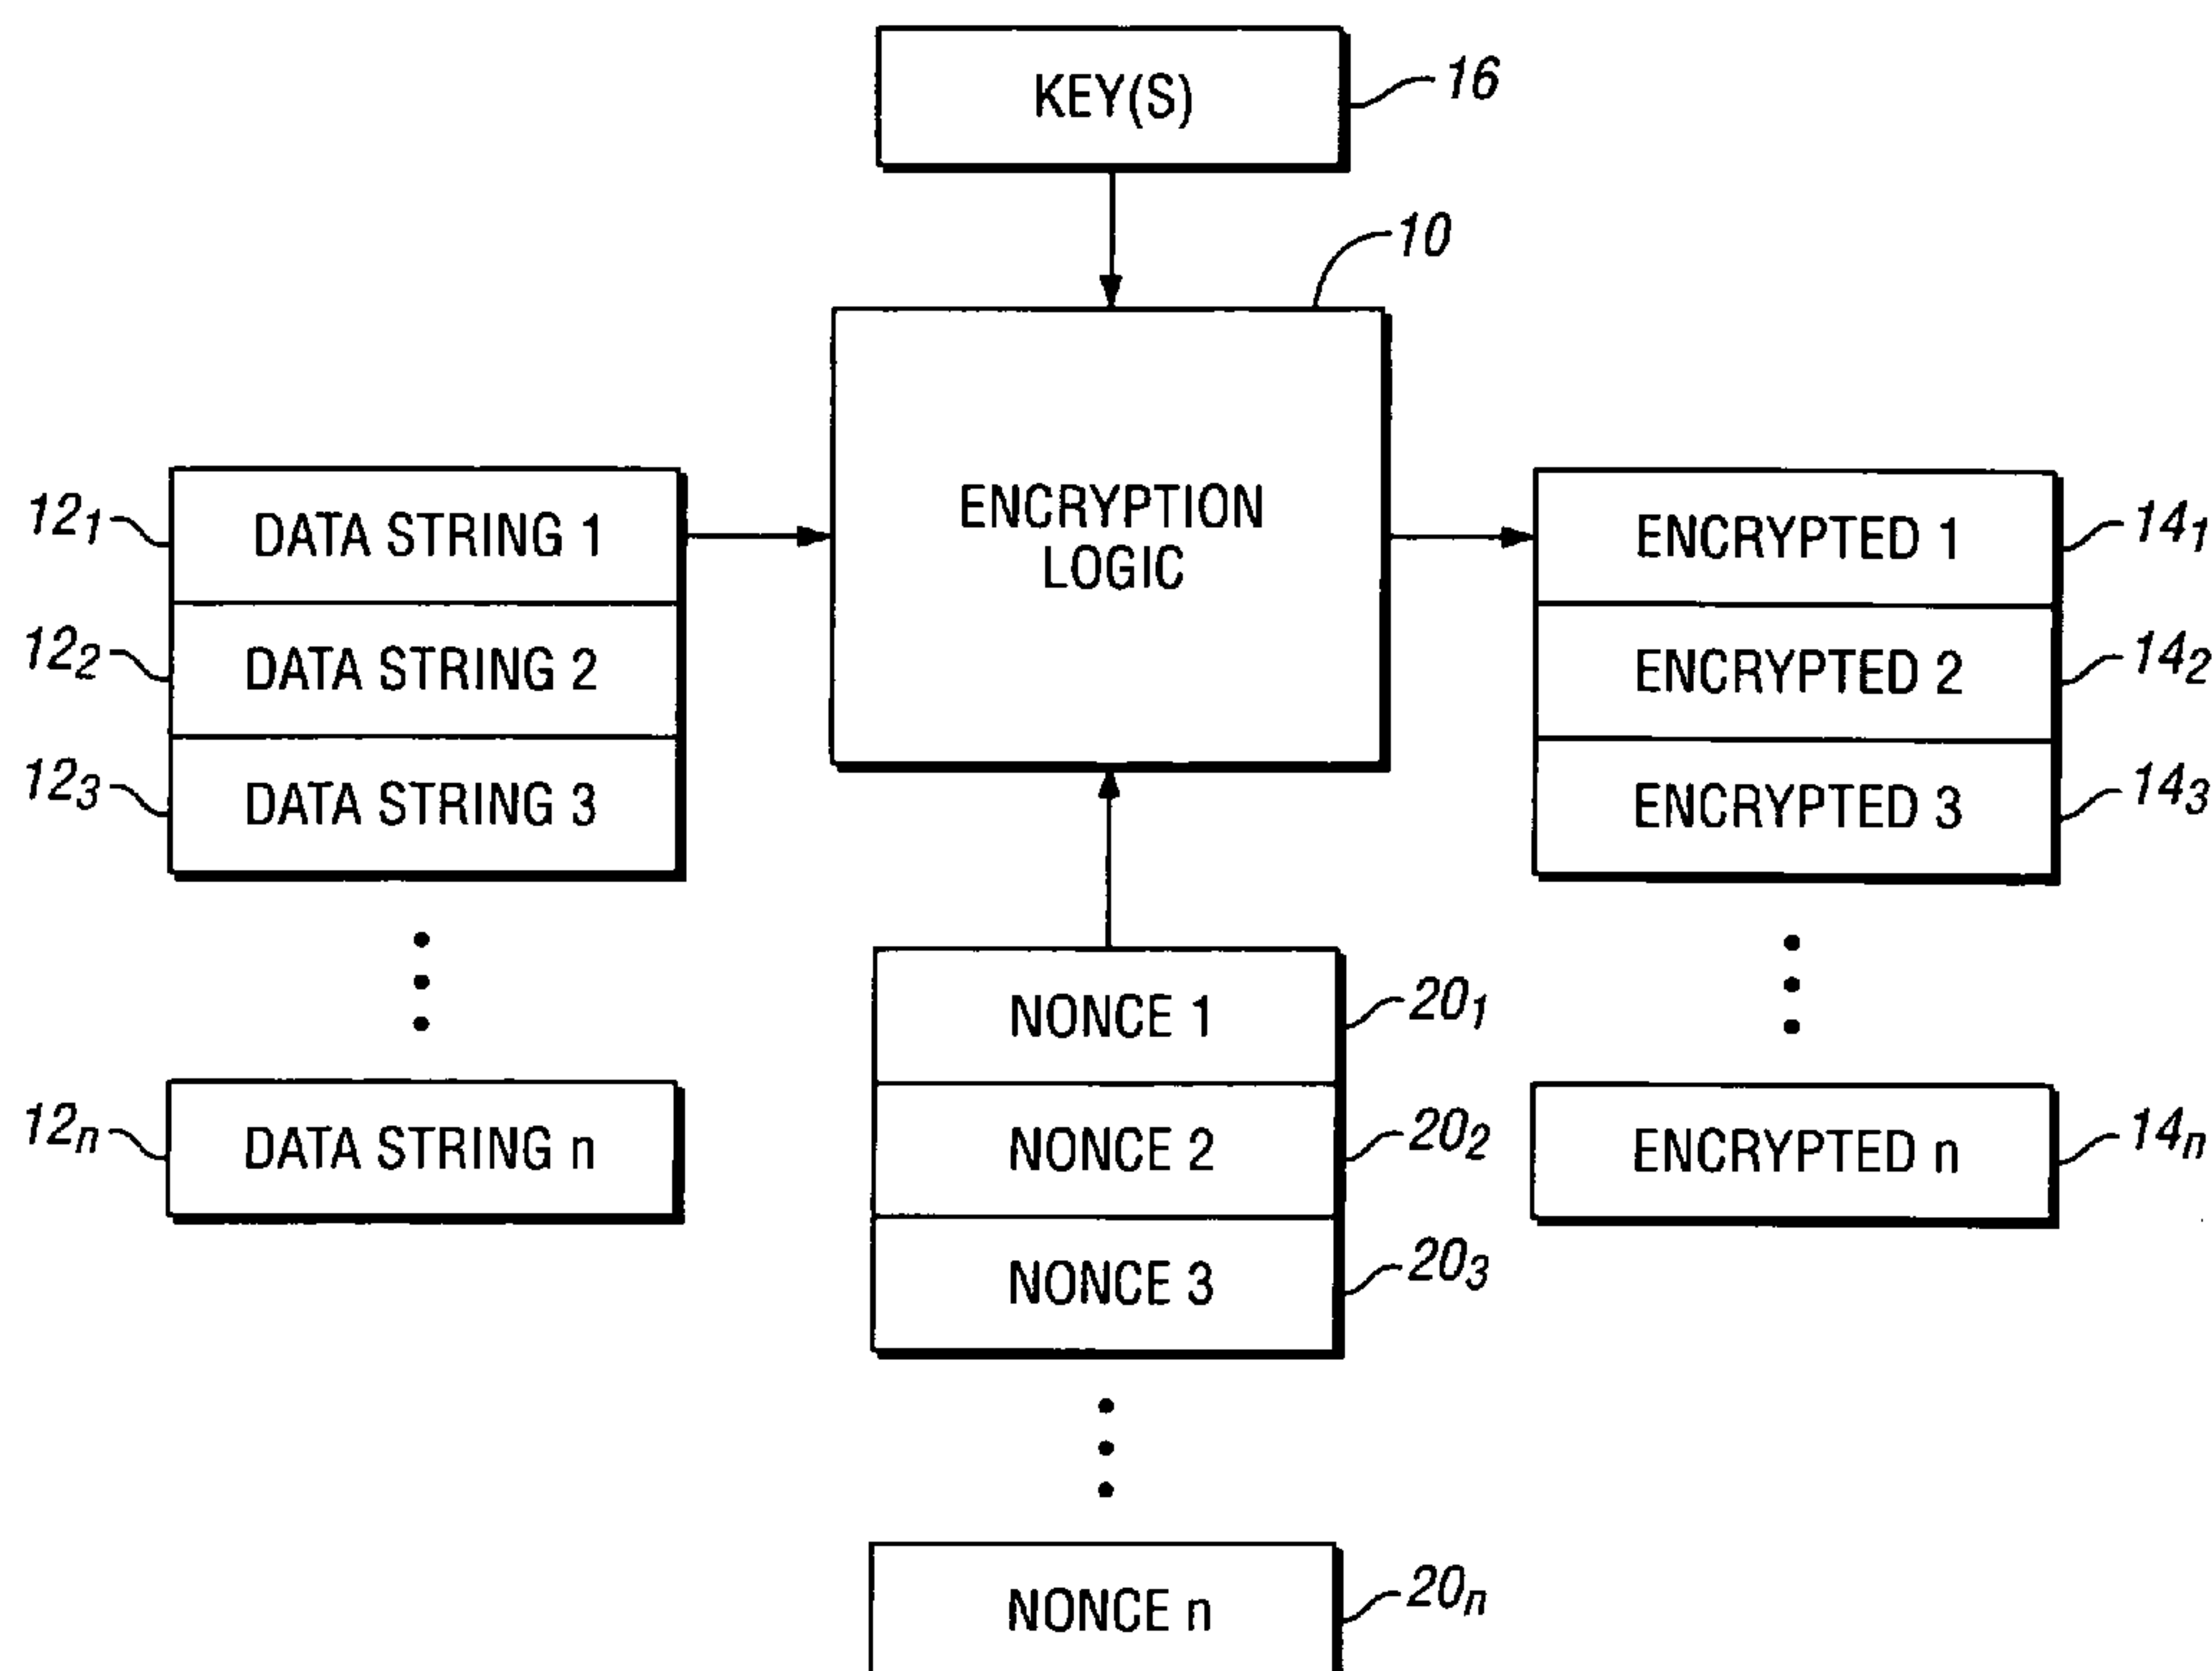 KEY(S)
16
10
ENCRYPTION
LOGIC
12₁
DATA STRING 1
12₂
DATA STRING 2
12₃
DATA STRING 3
12ₙ
DATA STRING n
ENCRYPTED 1
14₁
ENCRYPTED 2
14₂
ENCRYPTED 3
14₃
ENCRYPTED n
14ₙ
NONCE 1
20₁
NONCE 2
20₂
NONCE 3
20₃
NONCE n
20ₙ